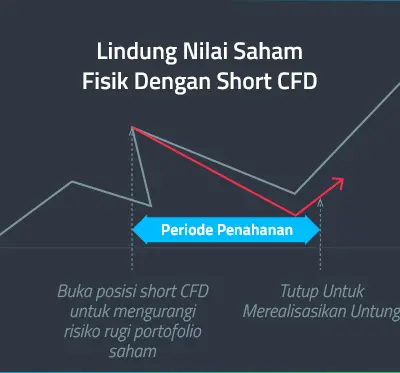 Lindung Nilai Saham
Fisik Dengan Short CFD
Periode Penahanan
Buka posisi short CFD
untuk mengurangi
risiko rugi portofolio
saham
Tutup Untuk
Merealisasikan Untung